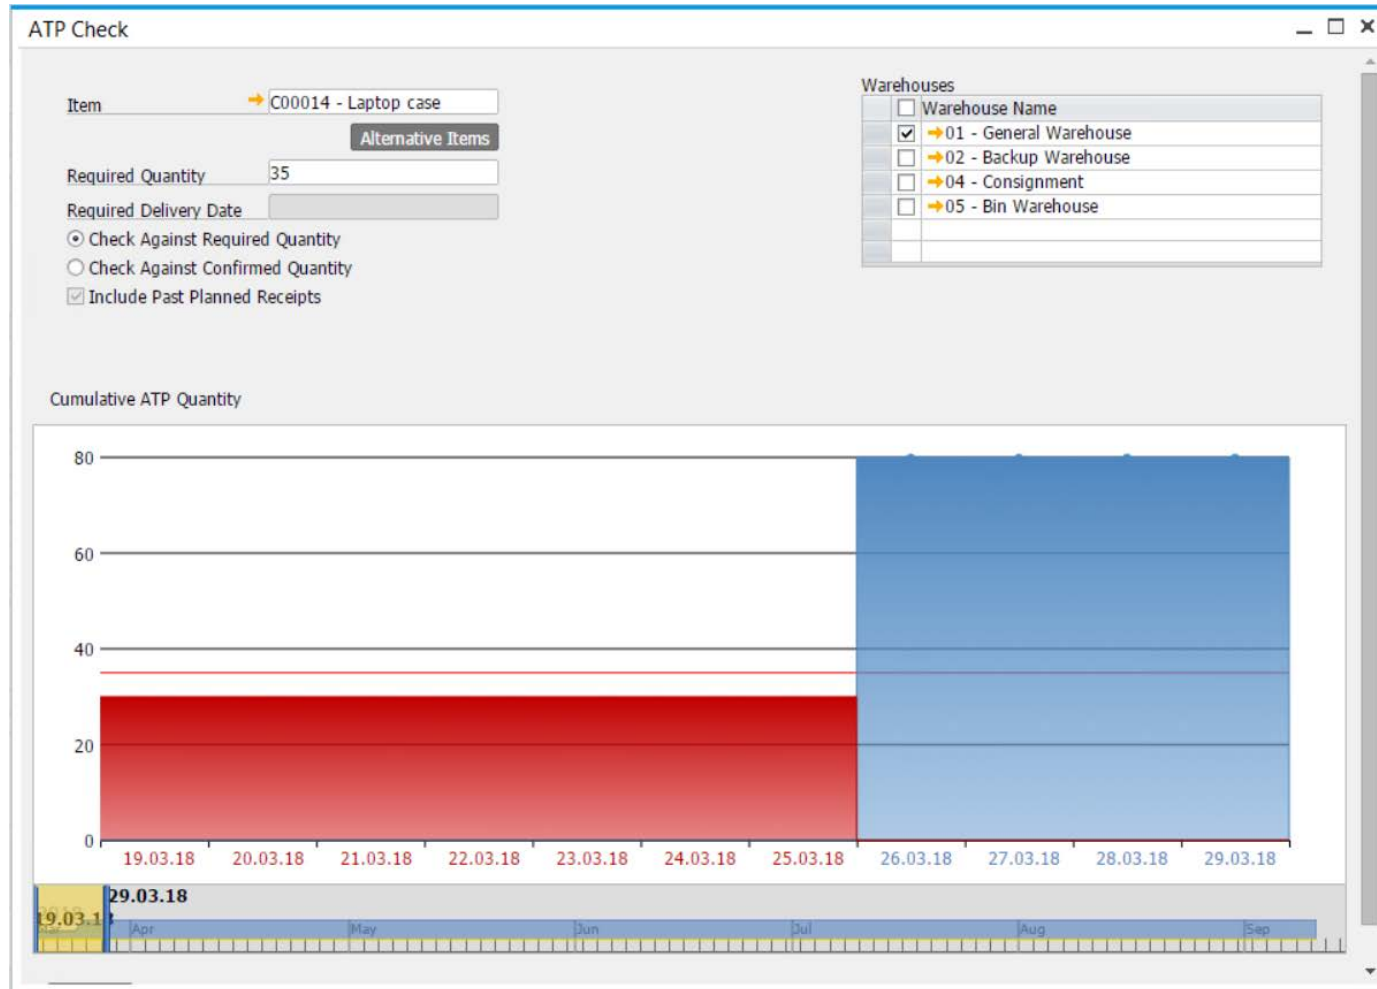 ATP Check
Item C00014 - Laptop case
Alternative Items
Required Quantity 35
Required Delivery Date
Check Against Required Quantity
Check Against Confirmed Quantity
Include Past Planned Receipts
Warehouses
Warehouse Name
01 - General Warehouse
02 - Backup Warehouse
04 - Consignment
05 - Bin Warehouse
Cumulative ATP Quantity
80
60
40
20
0
19.03.18 20.03.18 21.03.18 22.03.18 23.03.18 24.03.18 25.03.18 26.03.18 27.03.18 28.03.18 29.03.18
29.03.18
19.03.18
Apr May Jun Jul Aug Sep